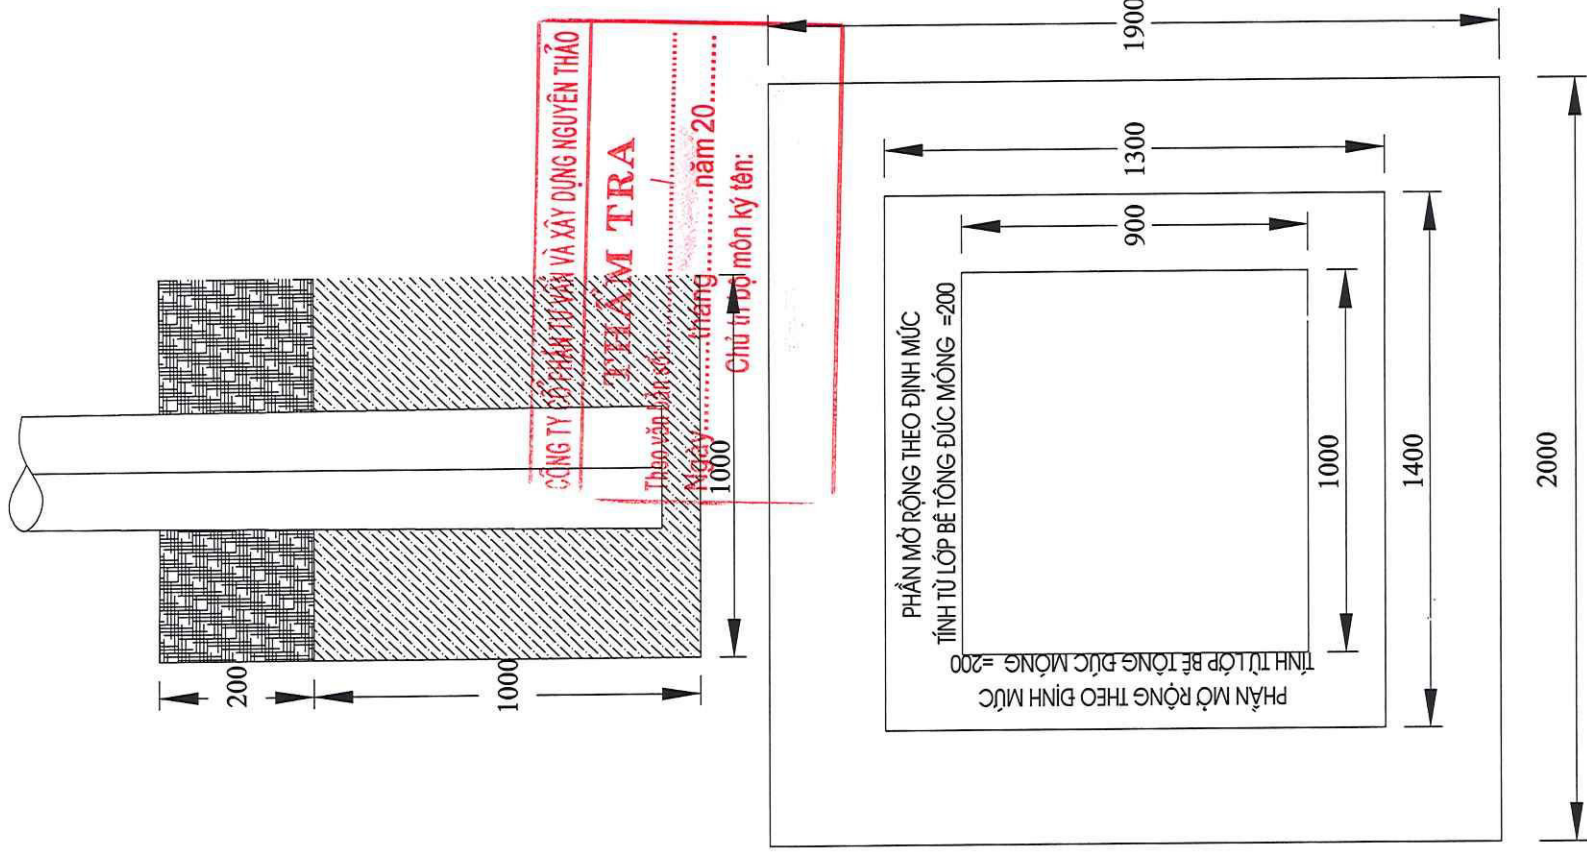 200
1000
1000
CÔNG TY CỔ PHẦN TƯ VẤN VÀ XÂY DỰNG NGUYÊN THẢO
THẨM TRA
Theo văn bản số:............../..............
Ngày...........tháng...........năm 20........
Chủ trì bộ môn ký tên:
1900
1300
900
PHẦN MỞ RỘNG THEO ĐỊNH MỨC
TÍNH TỪ LỚP BÊ TÔNG ĐÚC MÓNG =200
PHẦN MỞ RỘNG THEO ĐỊNH MỨC
TÍNH TỪ LỚP BÊ TÔNG ĐÚC MÓNG =200
1000
1400
2000